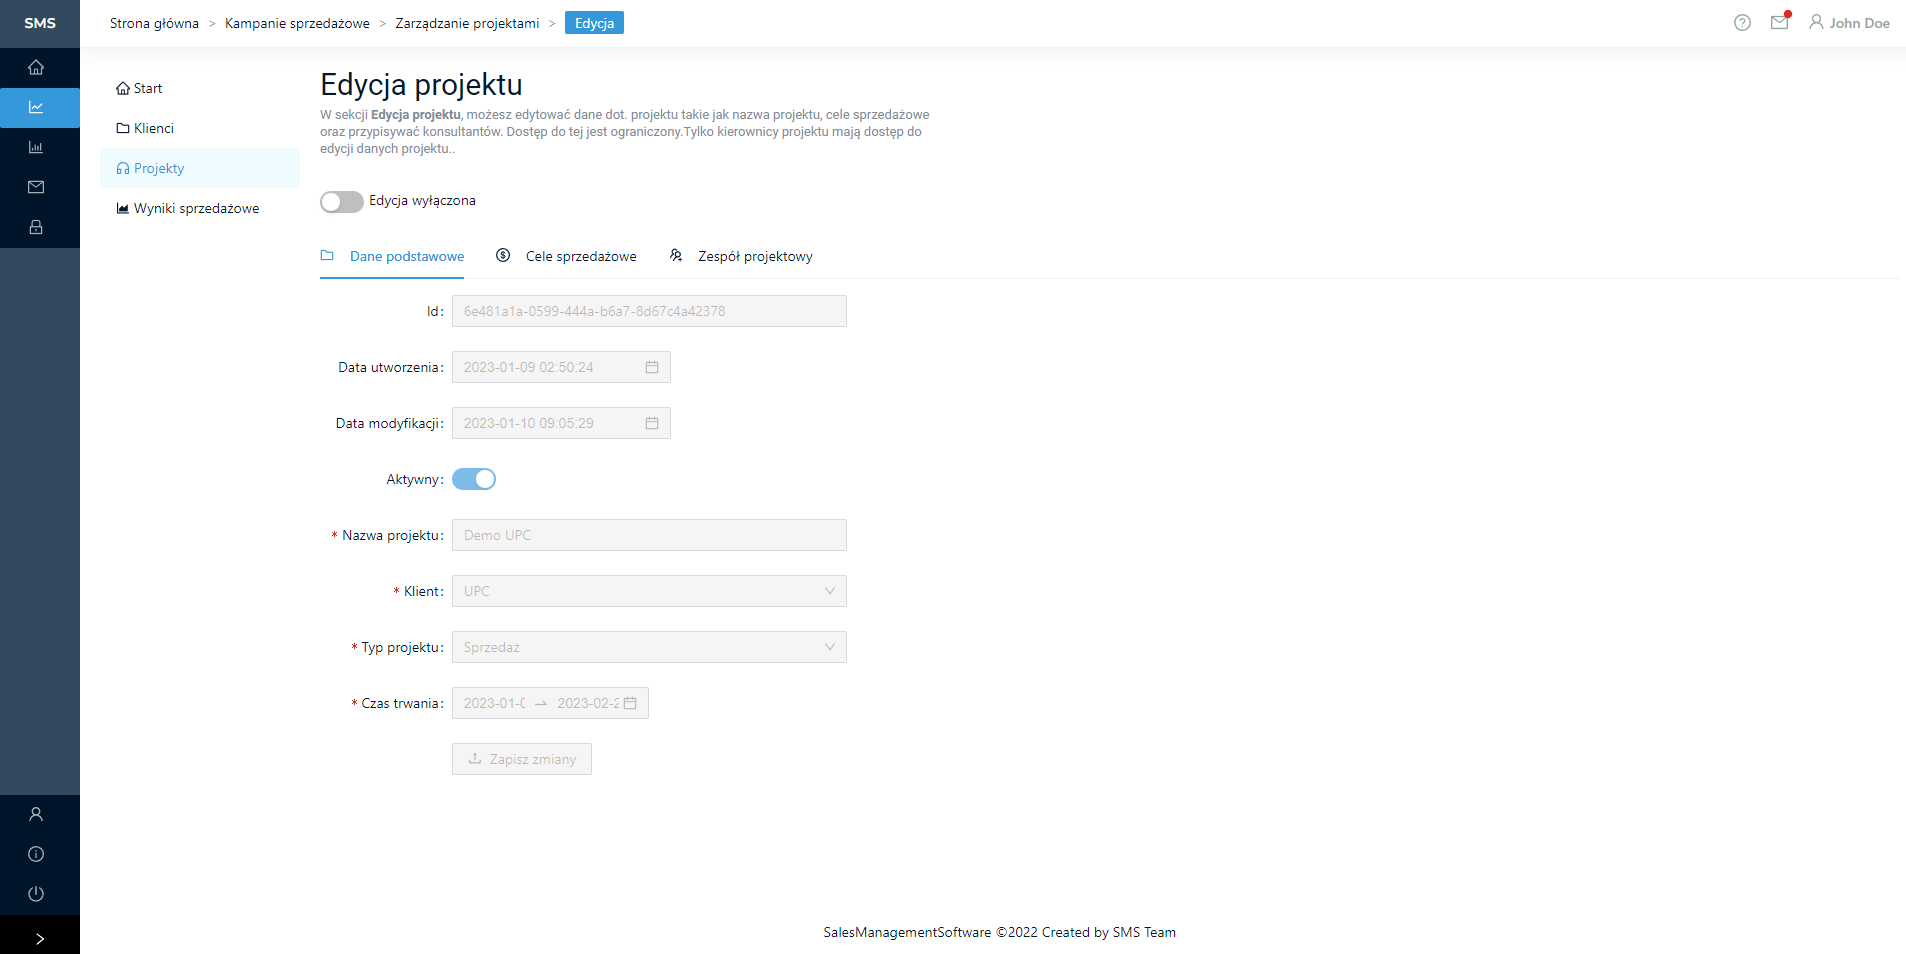 SMS
Strona główna > Kampanie sprzedażowe > Zarządzanie projektami > Edycja
John Doe
Start
Klienci
Projekty
Wyniki sprzedażowe
Edycja projektu
W sekcji Edycja projektu, możesz edytować dane dot. projektu takie jak nazwa projektu, cele sprzedażowe
oraz przypisywać konsultantów. Dostęp do tej jest ograniczony.Tylko kierownicy projektu mają dostęp do
edycji danych projektu..
Edycja wyłączona
Dane podstawowe Cele sprzedażowe Zespół projektowy
Id: 6e481a1a-0599-444a-b6a7-8d67c4a42378
Data utworzenia: 2023-01-09 02:50:24
Data modyfikacji: 2023-01-10 09:05:29
Aktywny:
* Nazwa projektu: Demo UPC
* Klient: UPC
* Typ projektu: Sprzedaż
* Czas trwania: 2023-01-0 → 2023-02-2
Zapisz zmiany
SalesManagementSoftware ©2022 Created by SMS Team